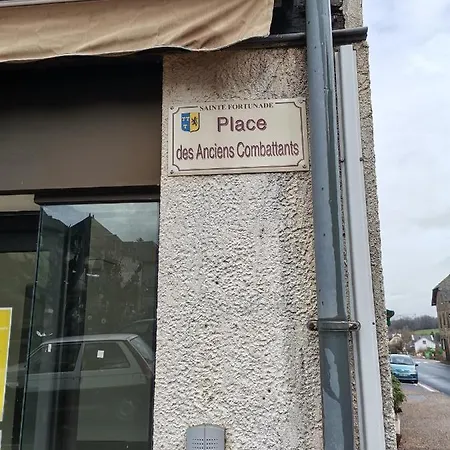 SAINTE FORTUNADE
Place
des Anciens Combattants